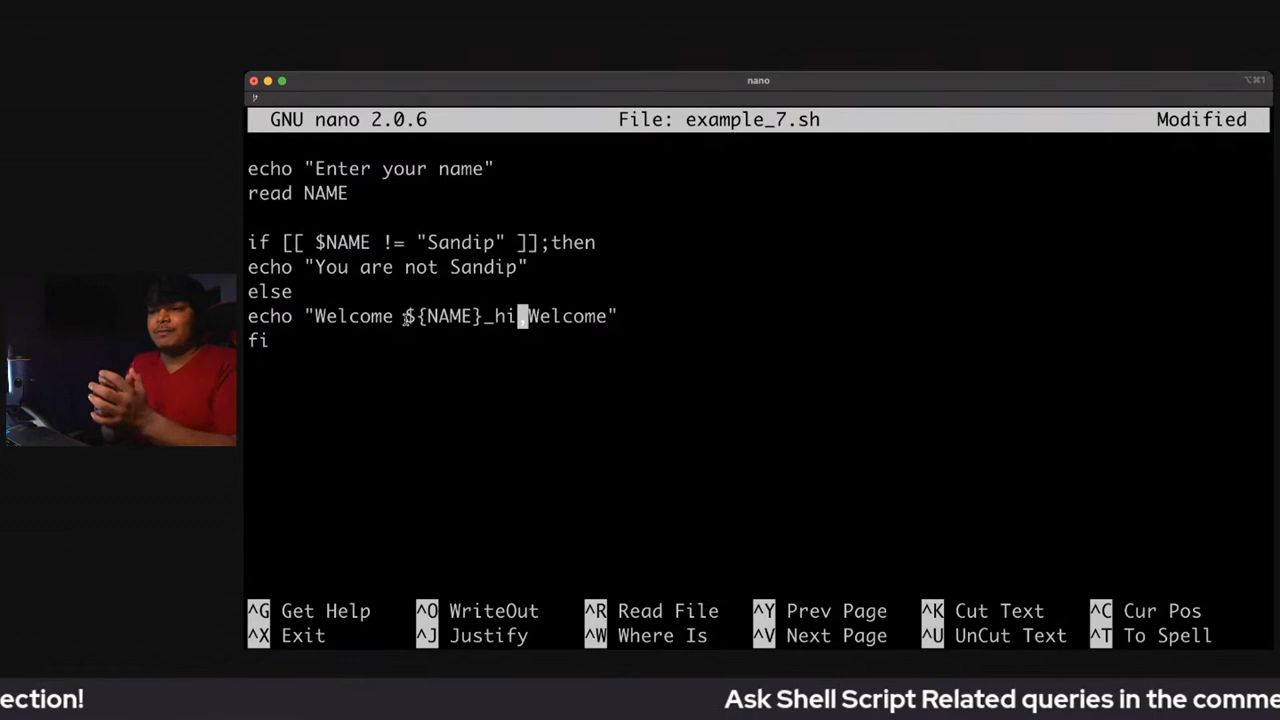 nano
⌥⌘1
GNU nano 2.0.6 File: example_7.sh Modified
echo "Enter your name"
read NAME
if [[ $NAME != "Sandip" ]];then
echo "You are not Sandip"
else
echo "Welcome ${NAME}_hi,Welcome"
fi
^G Get Help ^O WriteOut ^R Read File ^Y Prev Page ^K Cut Text ^C Cur Pos
^X Exit ^J Justify ^W Where Is ^V Next Page ^U UnCut Text ^T To Spell
ection! Ask Shell Script Related queries in the comme